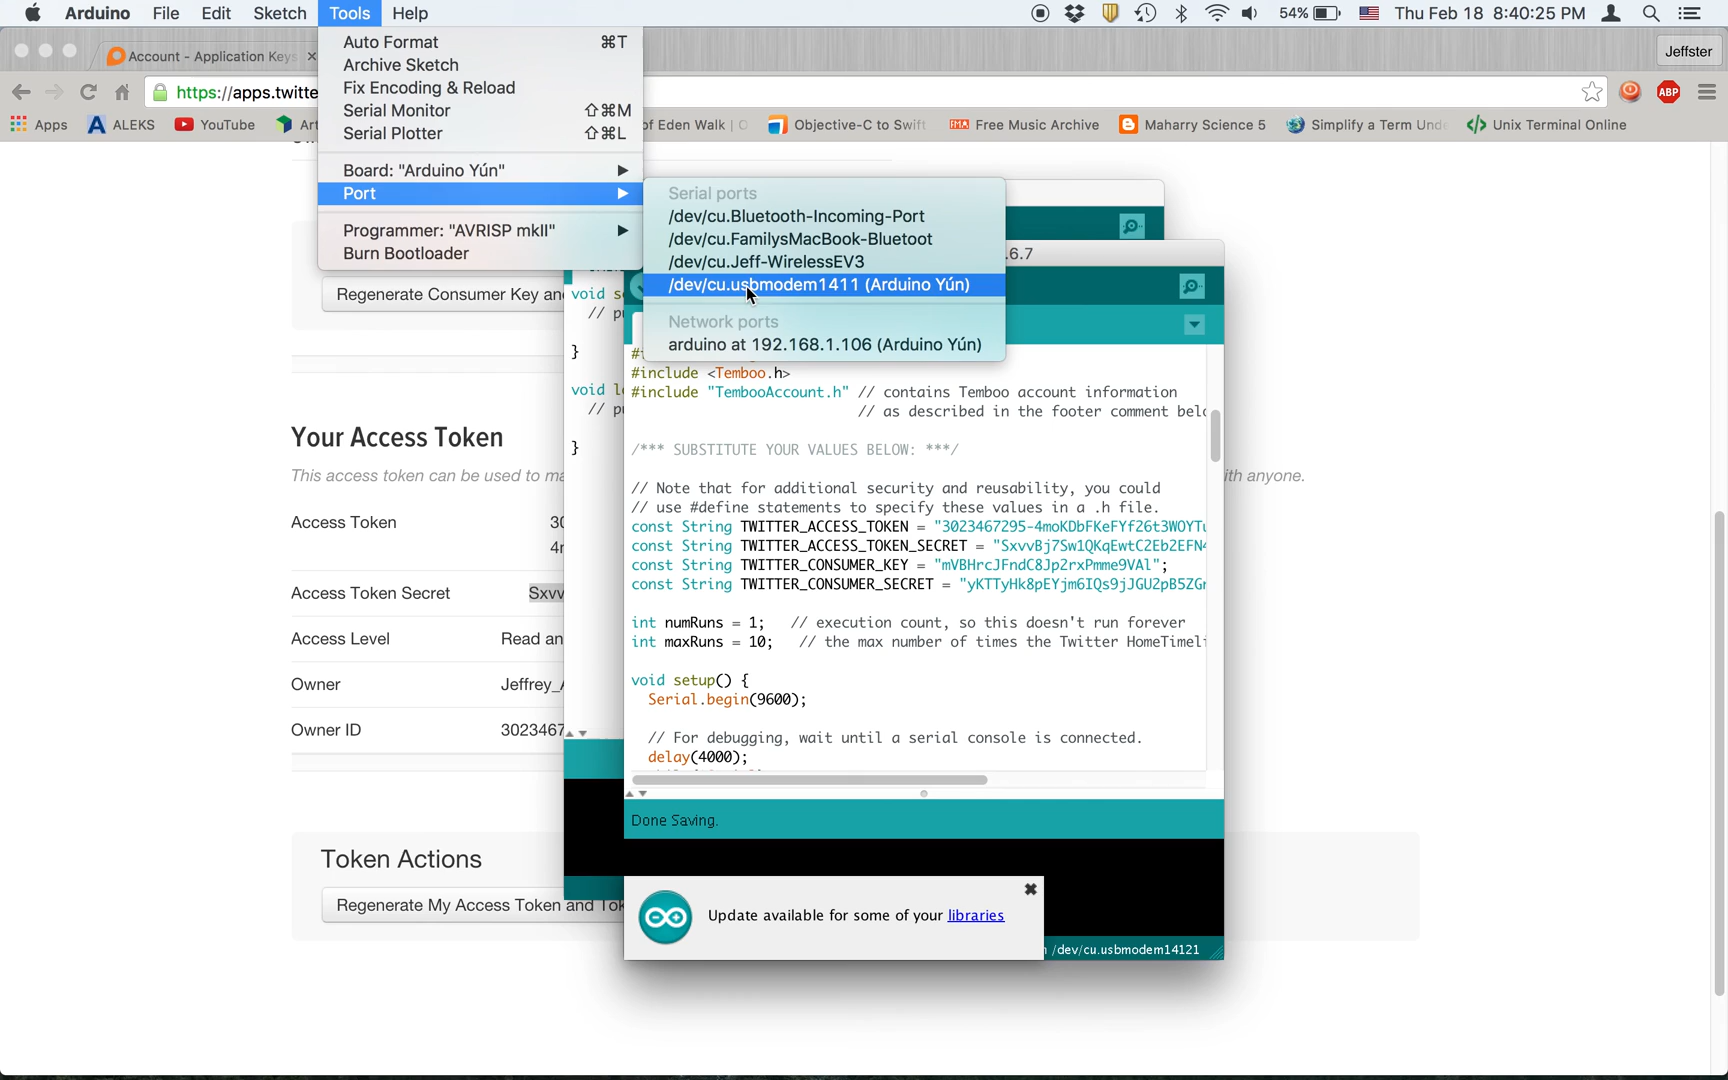 Arduino File Edit Sketch Tools Help 54% Thu Feb 18 8:40:25 PM
Account - Application Keys Jeffster
https://apps.twitte ABP
Apps ALEKS YouTube of Eden Walk | Objective-C to Swift Free Music Archive Maharry Science 5 Simplify a Term Unde Unix Terminal Online
Auto Format ⌘T
Archive Sketch
Fix Encoding & Reload
Serial Monitor ⇧⌘M
Serial Plotter ⇧⌘L
Board: "Arduino Yún"
Port
Programmer: "AVRISP mkII"
Burn Bootloader
Serial ports
/dev/cu.Bluetooth-Incoming-Port
/dev/cu.FamilysMacBook-Bluetoot
/dev/cu.Jeff-WirelessEV3
/dev/cu.usbmodem1411 (Arduino Yún)
Network ports
arduino at 192.168.1.106 (Arduino Yún)
.6.7
Regenerate Consumer Key an
void s
// p
}
void l
// p
}
#include <Temboo.h>
#include "TembooAccount.h" // contains Temboo account information
// as described in the footer comment belo
/*** SUBSTITUTE YOUR VALUES BELOW: ***/
// Note that for additional security and reusability, you could
// use #define statements to specify these values in a .h file.
const String TWITTER_ACCESS_TOKEN = "3023467295-4moKDbFKeFYf26t3WOYTu
const String TWITTER_ACCESS_TOKEN_SECRET = "SxvvBj7Sw1QKqEwtC2Eb2EFN4
const String TWITTER_CONSUMER_KEY = "mVBHrcJFndC8Jp2rxPmme9VAl";
const String TWITTER_CONSUMER_SECRET = "yKTTyHk8pEYjm6IQs9jJGU2pB5ZGr
int numRuns = 1; // execution count, so this doesn't run forever
int maxRuns = 10; // the max number of times the Twitter HomeTimeli
void setup() {
Serial.begin(9600);
// For debugging, wait until a serial console is connected.
delay(4000);
Done Saving.
Update available for some of your libraries
/dev/cu.usbmodem14121
Your Access Token
This access token can be used to ma
ith anyone.
Access Token 30
4r
Access Token Secret Sxvv
Access Level Read an
Owner Jeffrey_
Owner ID 3023467
Token Actions
Regenerate My Access Token and Tok